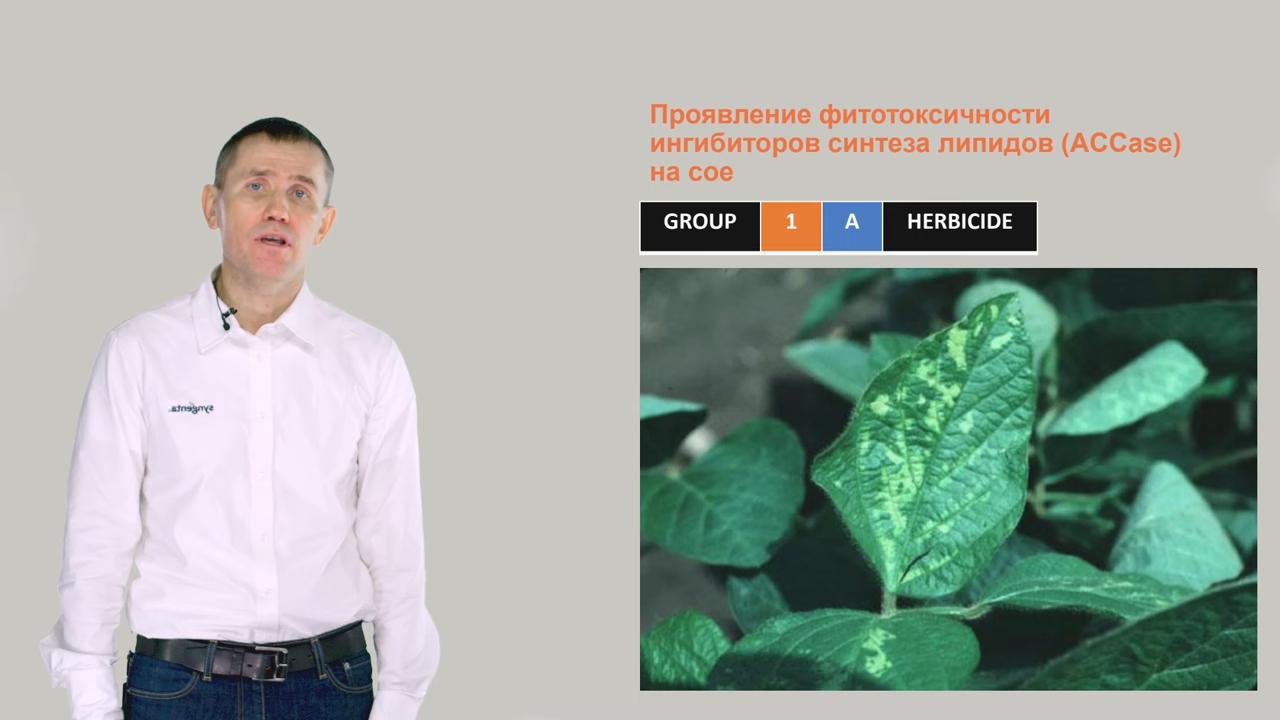 Проявление фитотоксичности
ингибиторов синтеза липидов (ACCase)
на сое
GROUP 1 A HERBICIDE
syngenta.